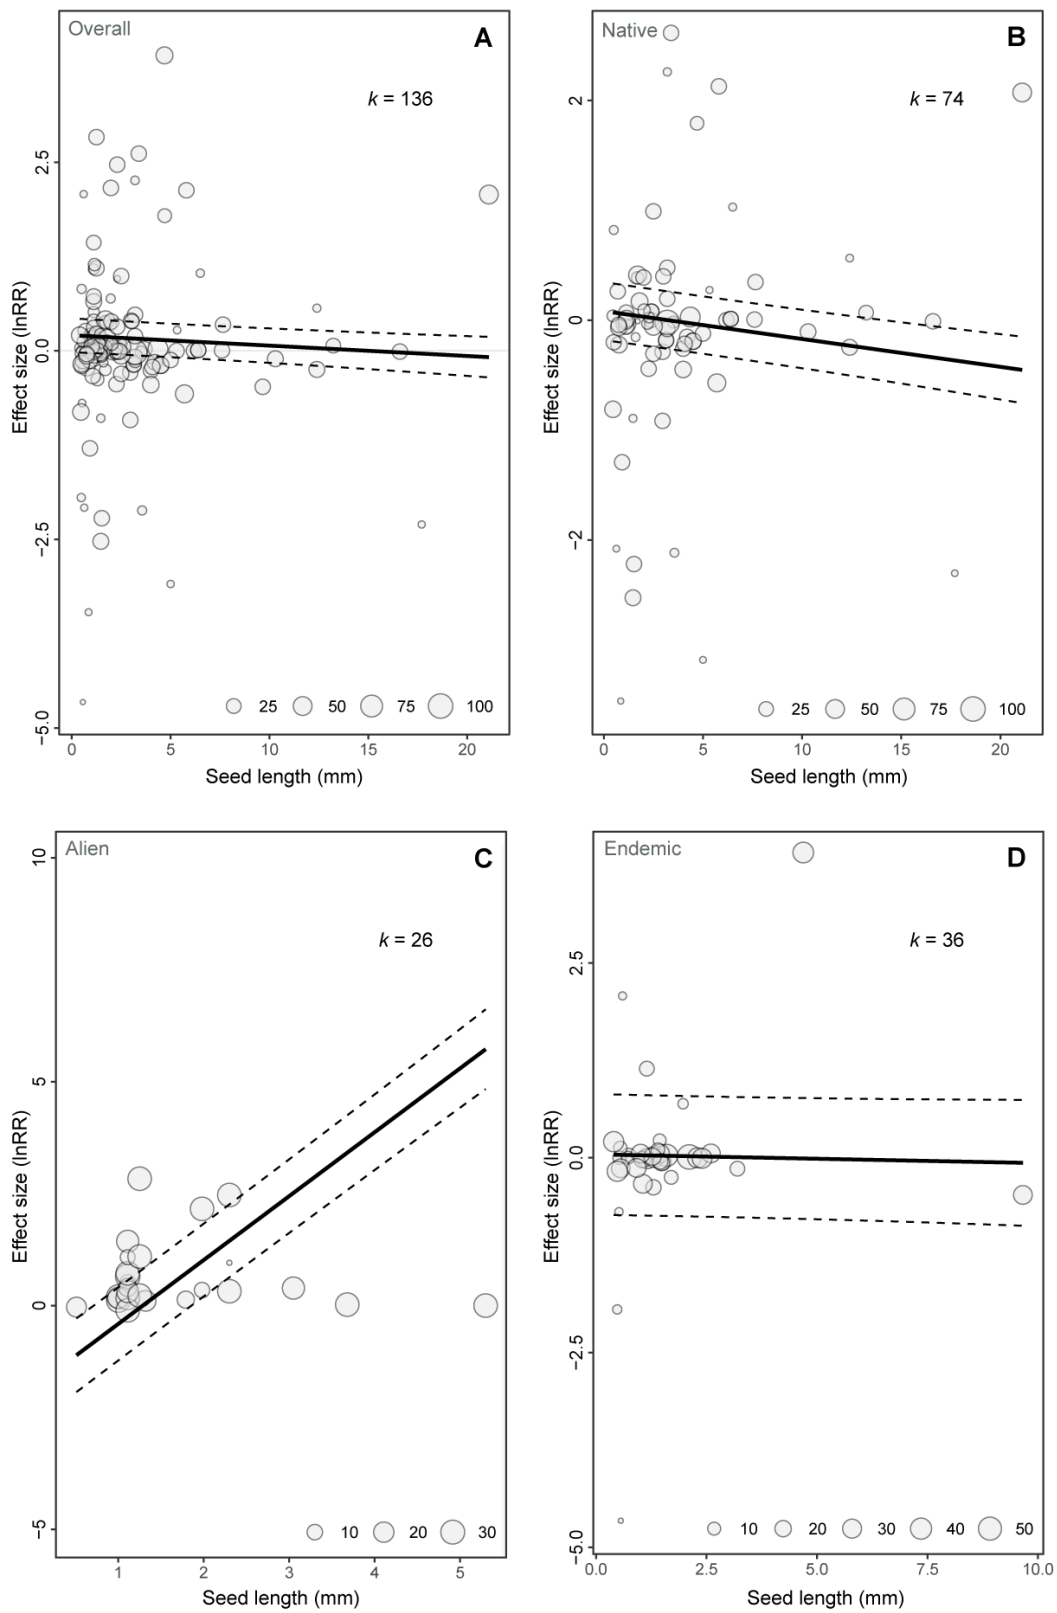 Overall
A
k = 136
2.5
0.0
−2.5
−5.0
Effect size (lnRR)
25 50 75 100
0 5 10 15 20
Seed length (mm)
Native
B
k = 74
2
0
−2
Effect size (lnRR)
25 50 75 100
0 5 10 15 20
Seed length (mm)
Alien
C
k = 26
10
5
0
−5
Effect size (lnRR)
10 20 30
1 2 3 4 5
Seed length (mm)
Endemic
D
k = 36
2.5
0.0
−2.5
−5.0
Effect size (lnRR)
10 20 30 40 50
0.0 2.5 5.0 7.5 10.0
Seed length (mm)